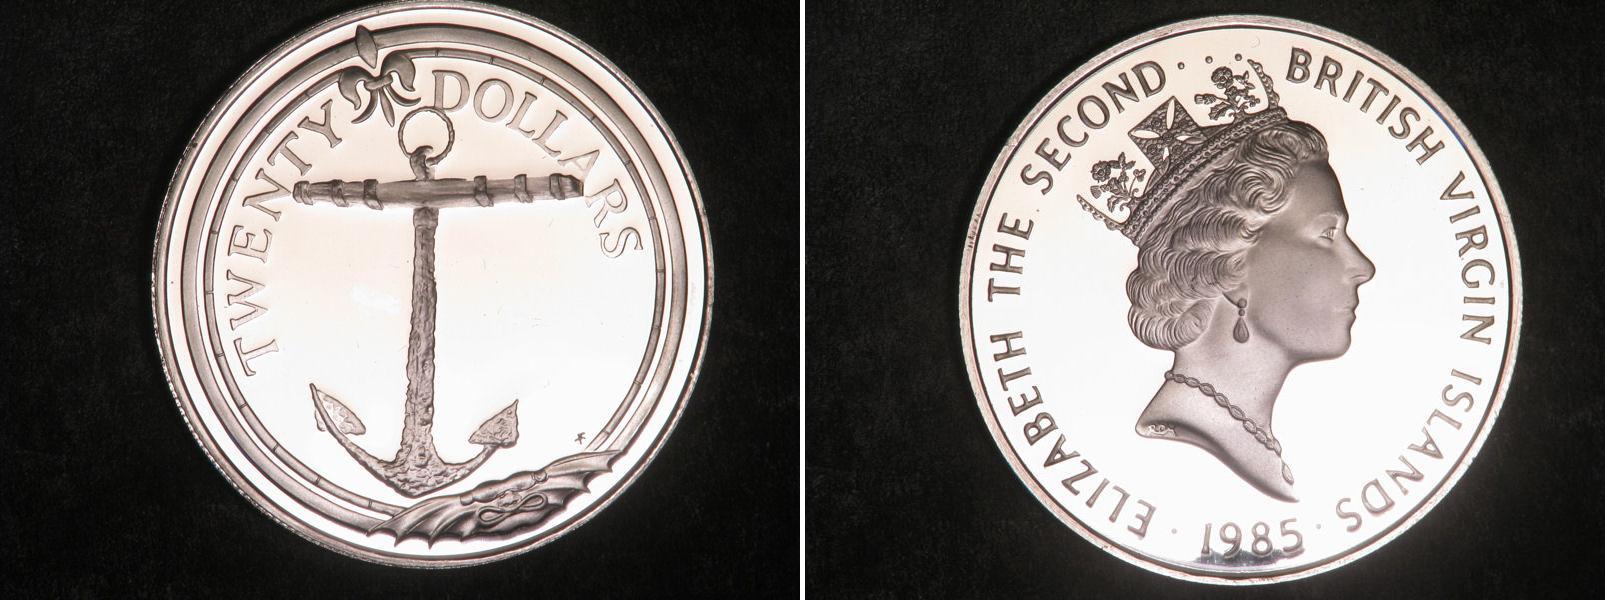 TWENTY DOLLARS
ELIZABETH THE SECOND · BRITISH VIRGIN ISLANDS · 1985 ·